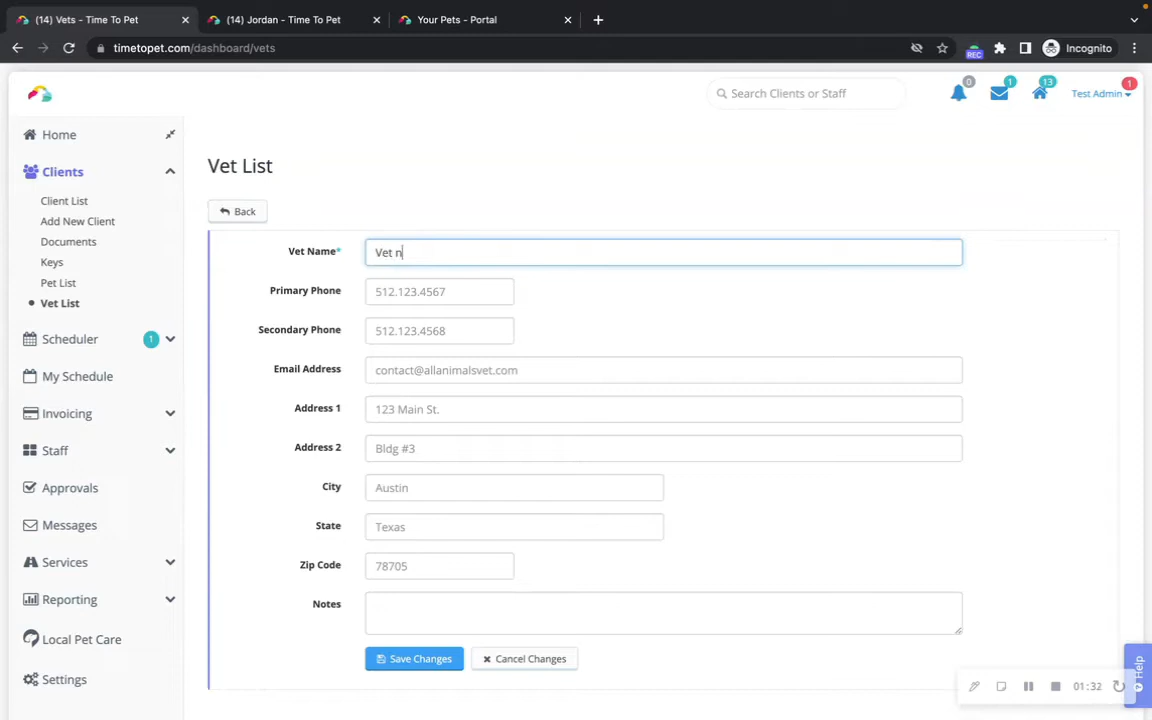 (14) Vets - Time To Pet
(14) Jordan - Time To Pet
Your Pets - Portal
timetopet.com/dashboard/vets
REC
Incognito
Search Clients or Staff
0
1
13
Test Admin
1
Home
Clients
Client List
Add New Client
Documents
Keys
Pet List
Vet List
Scheduler
1
My Schedule
Invoicing
Staff
Approvals
Messages
Services
Reporting
Local Pet Care
Settings
Vet List
Back
Vet Name*
Vet n
Primary Phone
512.123.4567
Secondary Phone
512.123.4568
Email Address
contact@allanimalsvet.com
Address 1
123 Main St.
Address 2
Bldg #3
City
Austin
State
Texas
Zip Code
78705
Notes
Save Changes
Cancel Changes
01:32
Help